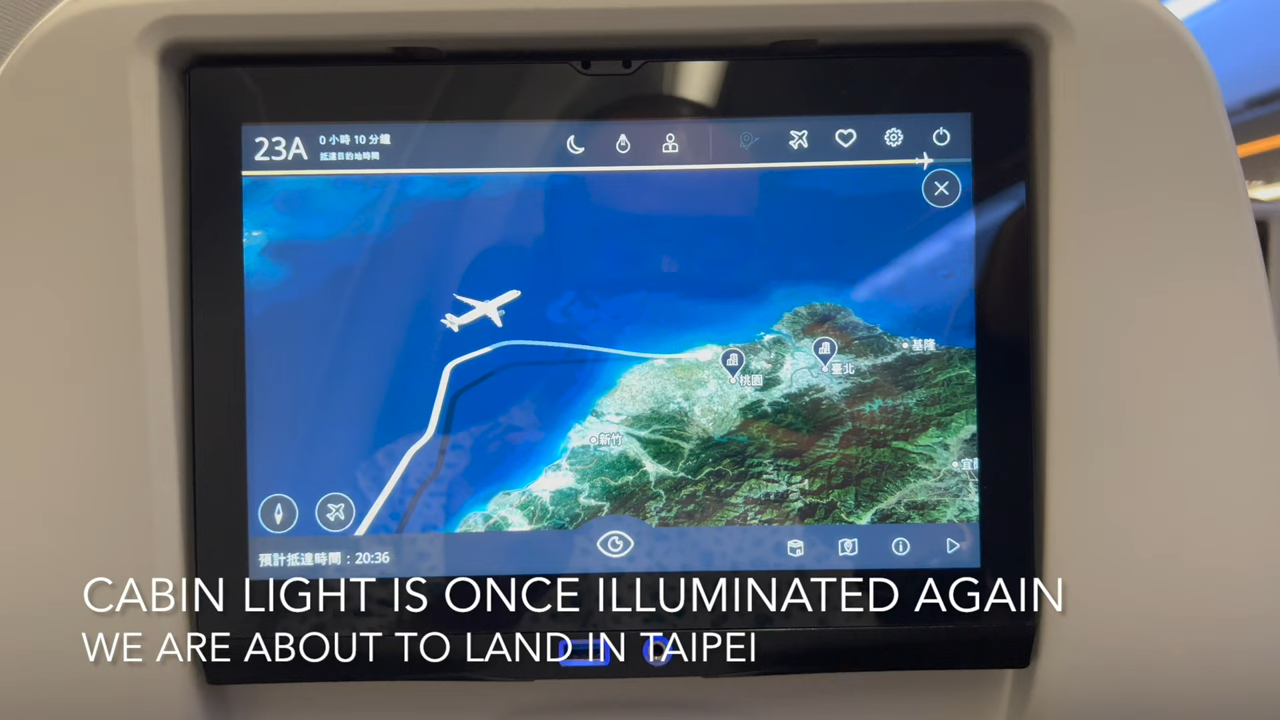 23A
0 小時 10 分鐘
抵達目的地時間
基隆
臺北
桃園
新竹
宜蘭
預計抵達時間：20:36
CABIN LIGHT IS ONCE ILLUMINATED AGAIN
WE ARE ABOUT TO LAND IN TAIPEI